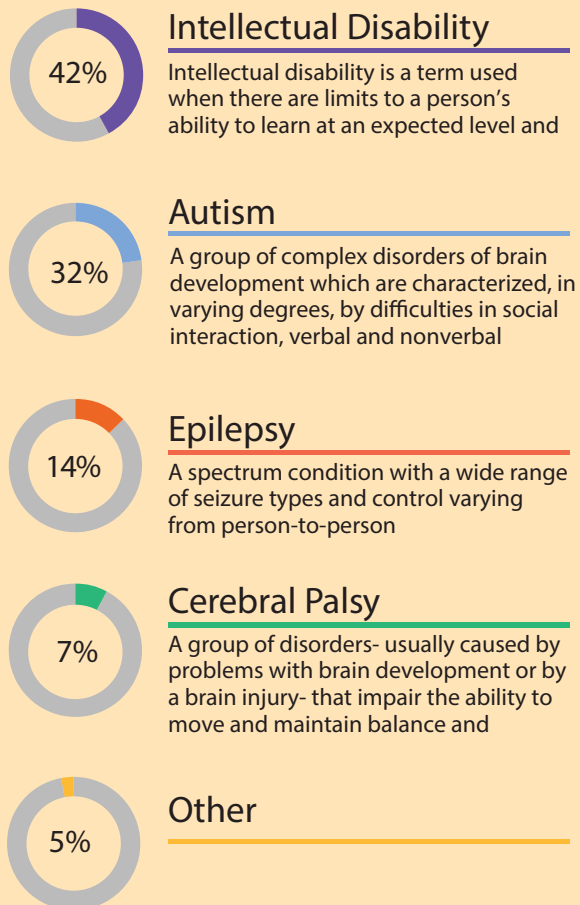 42%
Intellectual Disability
Intellectual disability is a term used
when there are limits to a person's
ability to learn at an expected level and
32%
Autism
A group of complex disorders of brain
development which are characterized, in
varying degrees, by difficulties in social
interaction, verbal and nonverbal
14%
Epilepsy
A spectrum condition with a wide range
of seizure types and control varying
from person-to-person
7%
Cerebral Palsy
A group of disorders- usually caused by
problems with brain development or by
a brain injury- that impair the ability to
move and maintain balance and
5%
Other